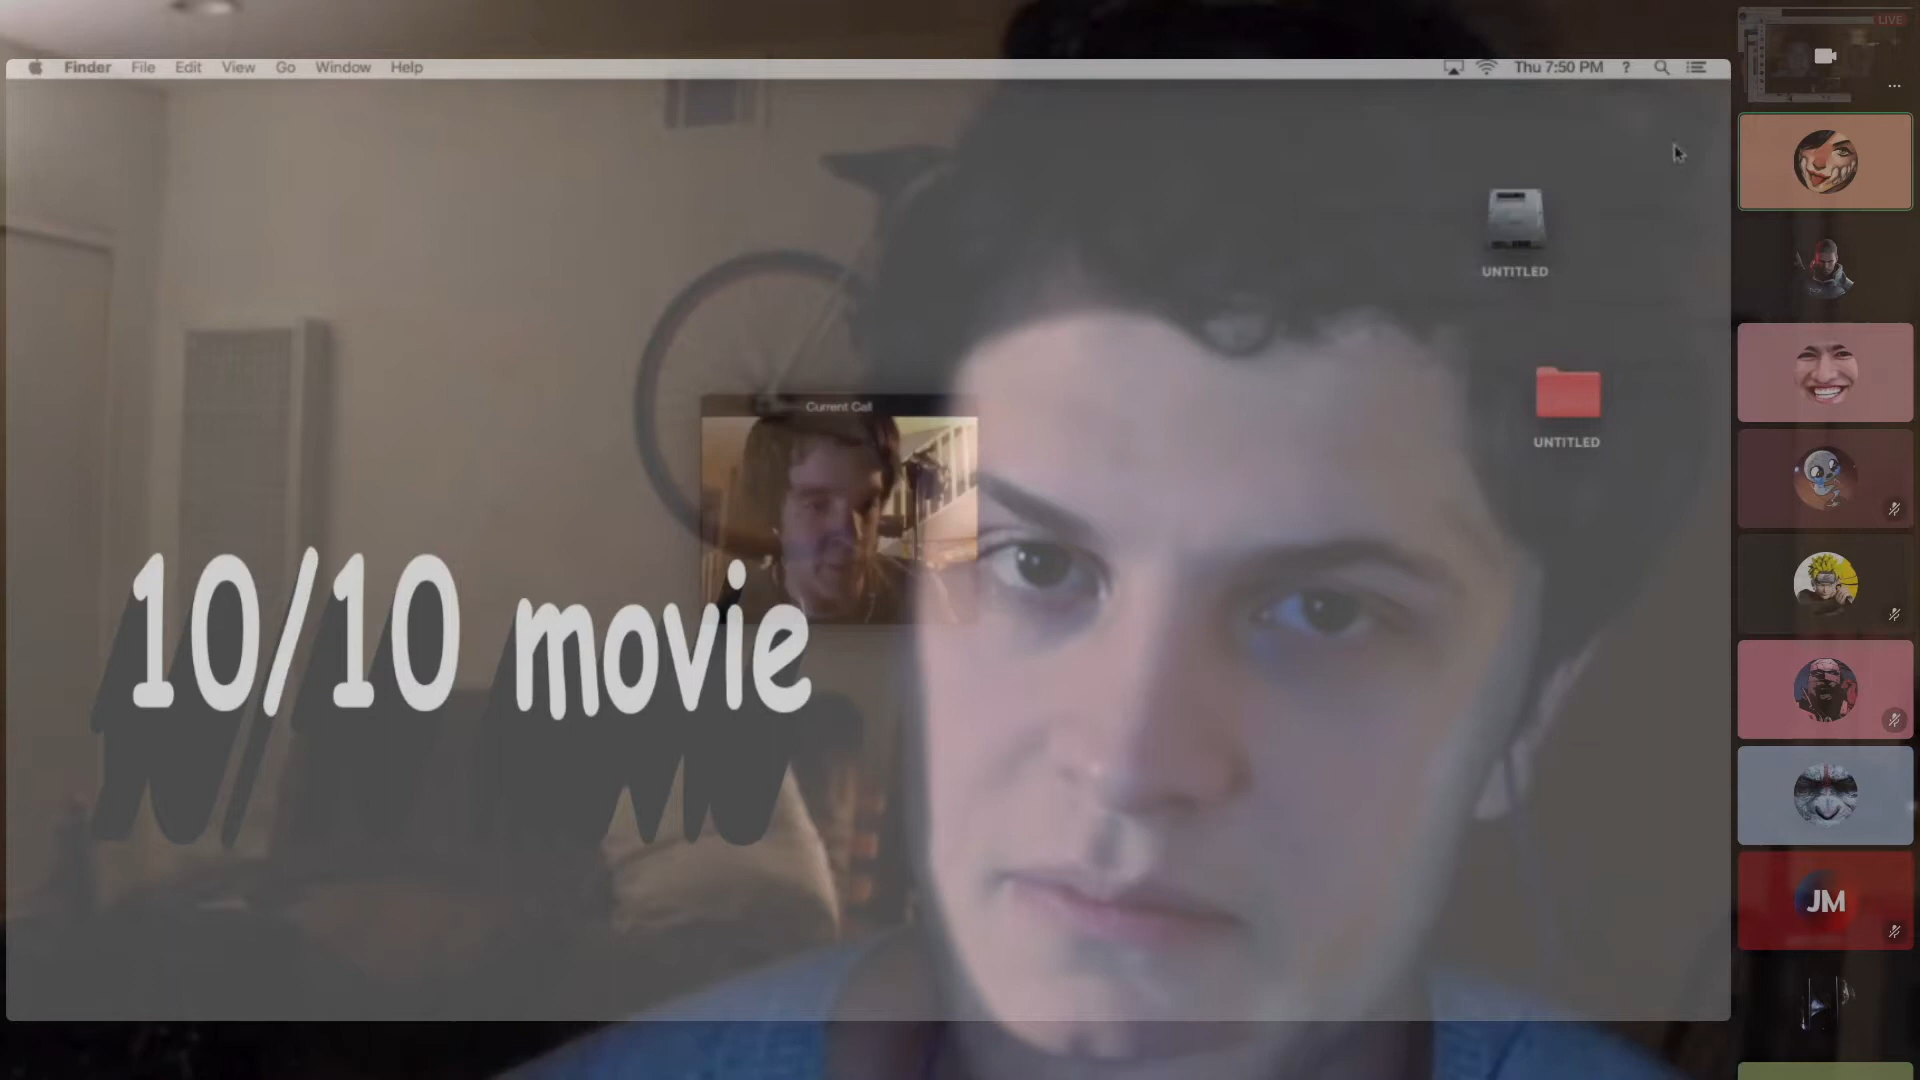 Finder File Edit View Go Window Help
Thu 7:50 PM ?
LIVE
UNTITLED
UNTITLED
Current Call
10/10 movie
JM